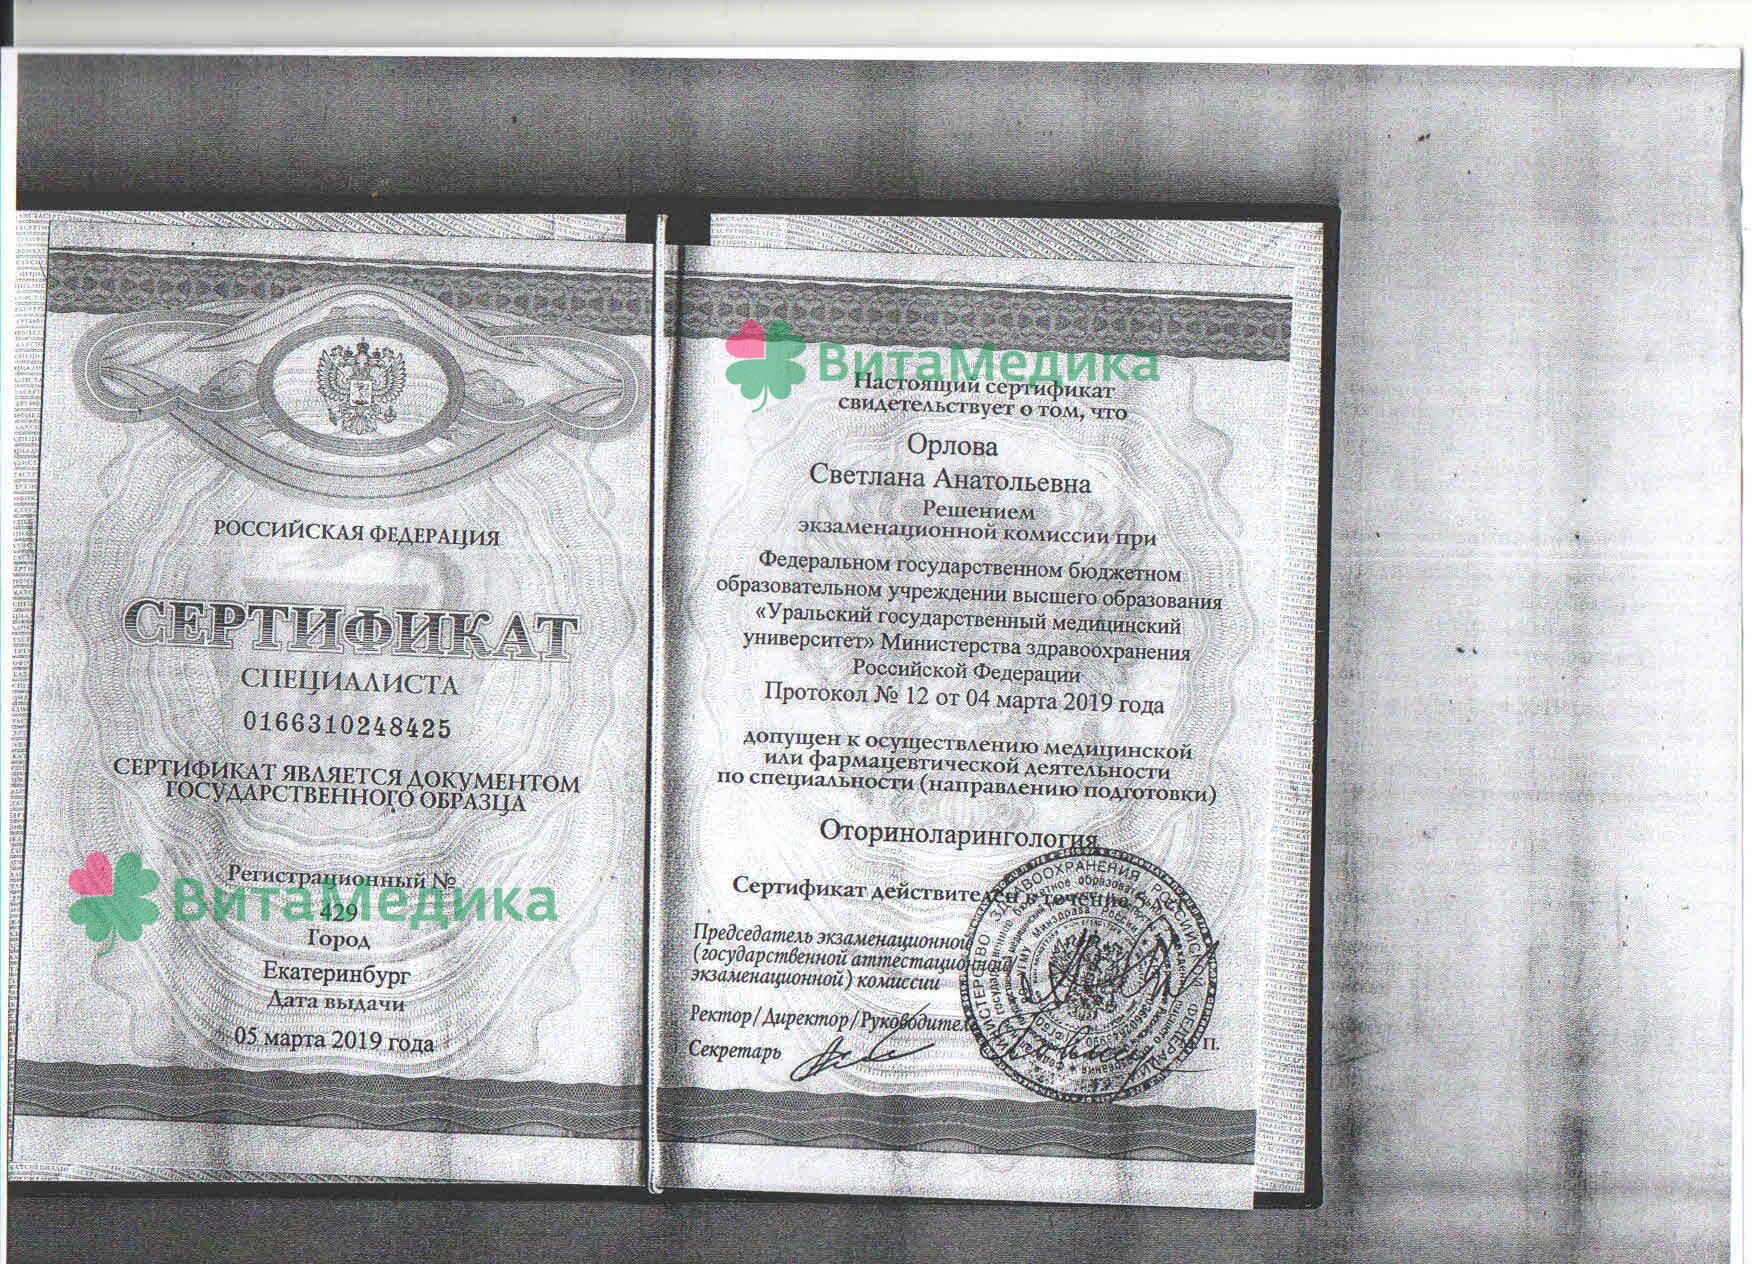 РОССИЙСКАЯ ФЕДЕРАЦИЯ
СЕРТИФИКАТ
СПЕЦИАЛИСТА
0166310248425
СЕРТИФИКАТ ЯВЛЯЕТСЯ ДОКУМЕНТОМ
ГОСУДАРСТВЕННОГО ОБРАЗЦА
Регистрационный №
ВитаМедика
429
Город
Екатеринбург
Дата выдачи
05 марта 2019 года
ВитаМедика
Настоящий сертификат
свидетельствует о том, что
Орлова
Светлана Анатольевна
Решением
экзаменационной комиссии при
Федеральном государственном бюджетном
образовательном учреждении высшего образования
«Уральский государственный медицинский
университет» Министерства здравоохранения
Российской Федерации
Протокол № 12 от 04 марта 2019 года
допущен к осуществлению медицинской
или фармацевтической деятельности
по специальности (направлению подготовки)
Оториноларингология
Сертификат действителен в течение
Председатель экзаменационной
(государственной аттестационной
экзаменационной) комиссии
Ректор/Директор/Руководитель
Секретарь
МИНИСТЕРСТВО ЗДРАВООХРАНЕНИЯ РОССИЙСКОЙ ФЕДЕРАЦИИ